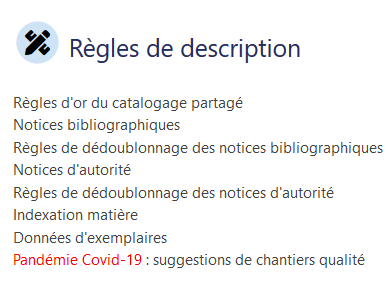 Règles de description
Règles d'or du catalogage partagé
Notices bibliographiques
Règles de dédoublonnage des notices bibliographiques
Notices d'autorité
Règles de dédoublonnage des notices d'autorité
Indexation matière
Données d'exemplaires
Pandémie Covid-19 : suggestions de chantiers qualité